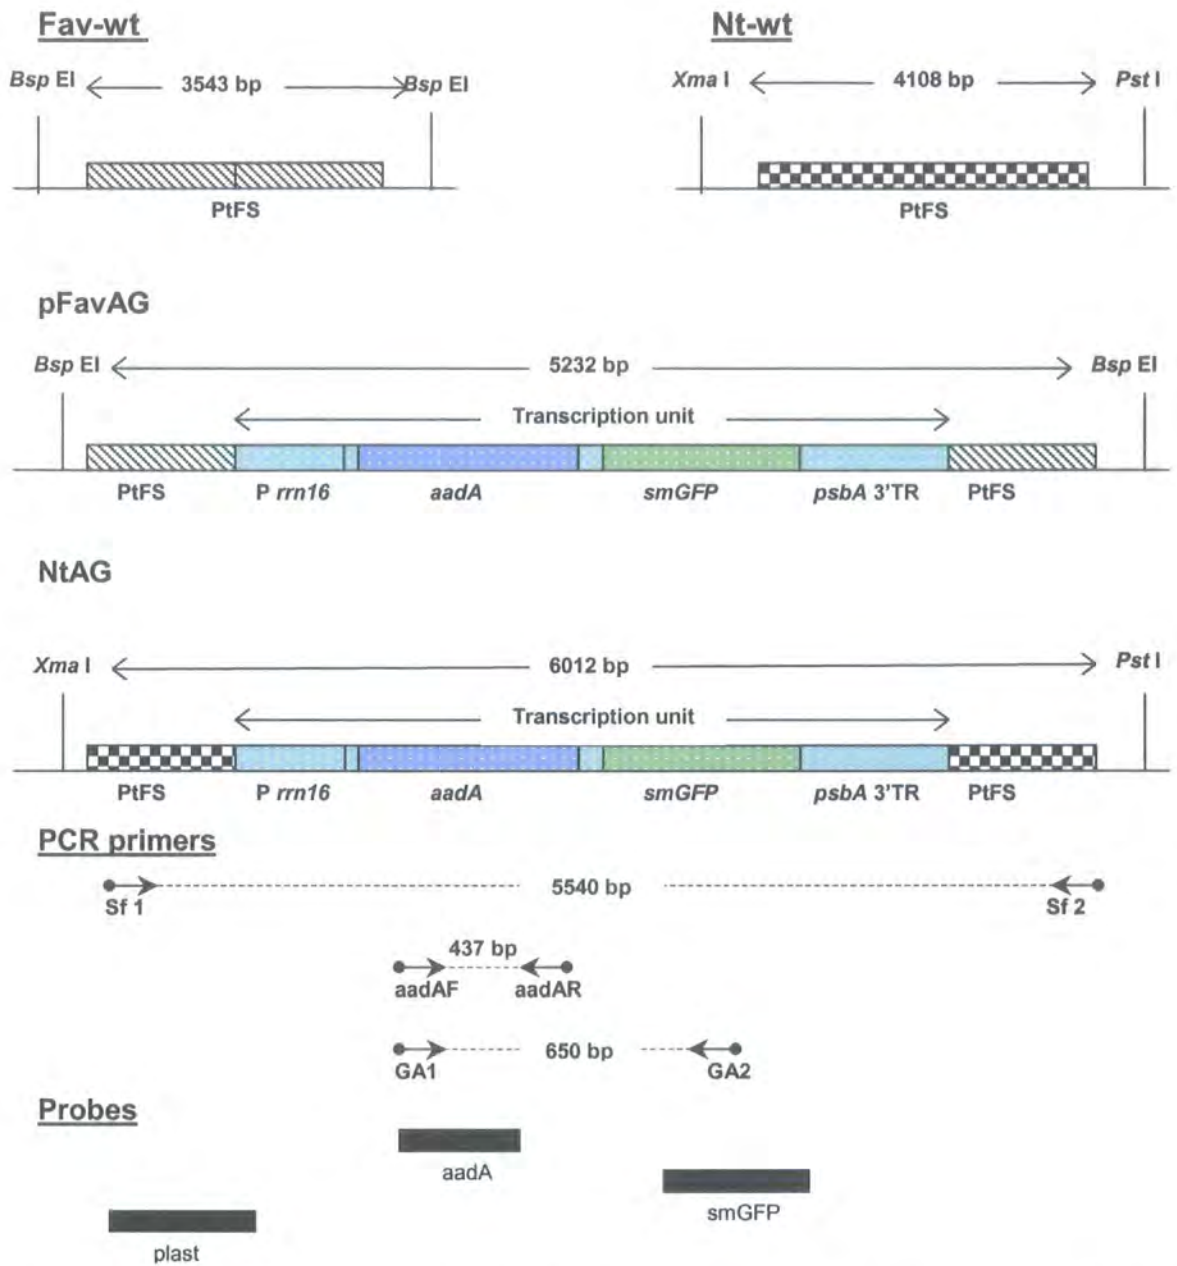 Fav-wt
Nt-wt
Bsp EI 3543 bp Bsp EI
Xma I 4108 bp Pst I
PtFS
PtFS
pFavAG
Bsp EI 5232 bp Bsp EI
Transcription unit
PtFS P rrn16 aadA smGFP psbA 3'TR PtFS
NtAG
Xma I 6012 bp Pst I
Transcription unit
PtFS P rrn16 aadA smGFP psbA 3'TR PtFS
PCR primers
5540 bp
Sf 1 Sf 2
437 bp
aadAF aadAR
650 bp
GA1 GA2
Probes
aadA
smGFP
plast